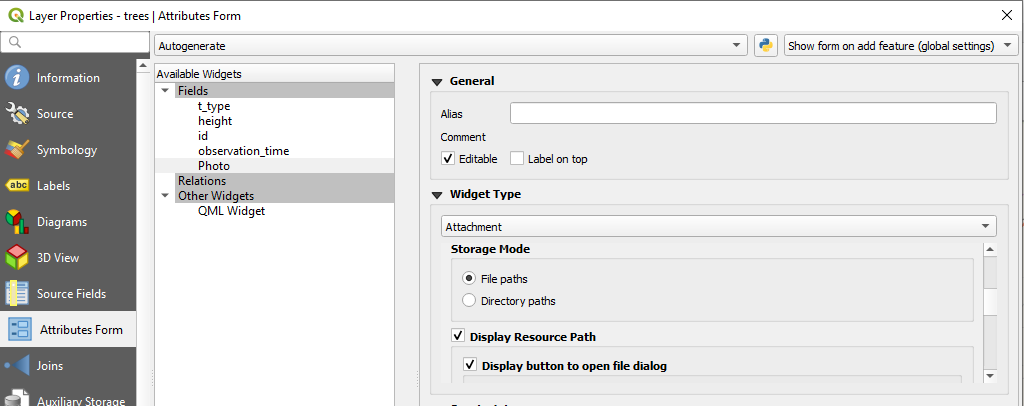 Layer Properties - trees | Attributes Form
Autogenerate
Show form on add feature (global settings)
Information
Source
Symbology
abc Labels
Diagrams
3D View
Source Fields
Attributes Form
Joins
Auxiliary Storage
Available Widgets
Fields
t_type
height
id
observation_time
Photo
Relations
Other Widgets
QML Widget
General
Alias
Comment
Editable Label on top
Widget Type
Attachment
Storage Mode
File paths
Directory paths
Display Resource Path
Display button to open file dialog